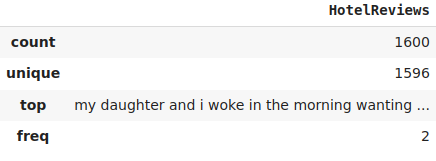 HotelReviews
count 1600
unique 1596
top my daughter and i woke in the morning wanting ...
freq 2